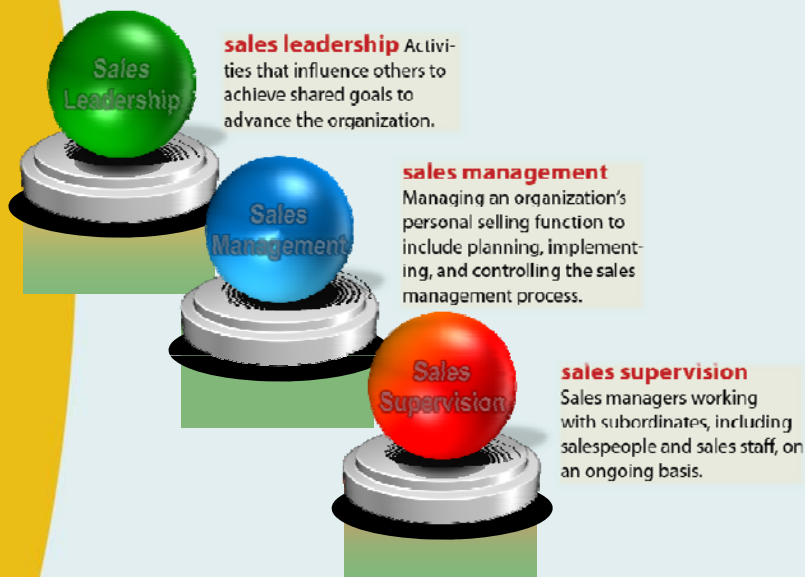 Sales
Leadership
sales leadership Activi-
ties that influence others to
achieve shared goals to
advance the organization.
Sales
Management
sales management
Managing an organization's
personal selling function to
include planning, implement-
ing, and controlling the sales
management process.
Sales
Supervision
sales supervision
Sales managers working
with subordinates, including
salespeople and sales staff, on
an ongoing basis.